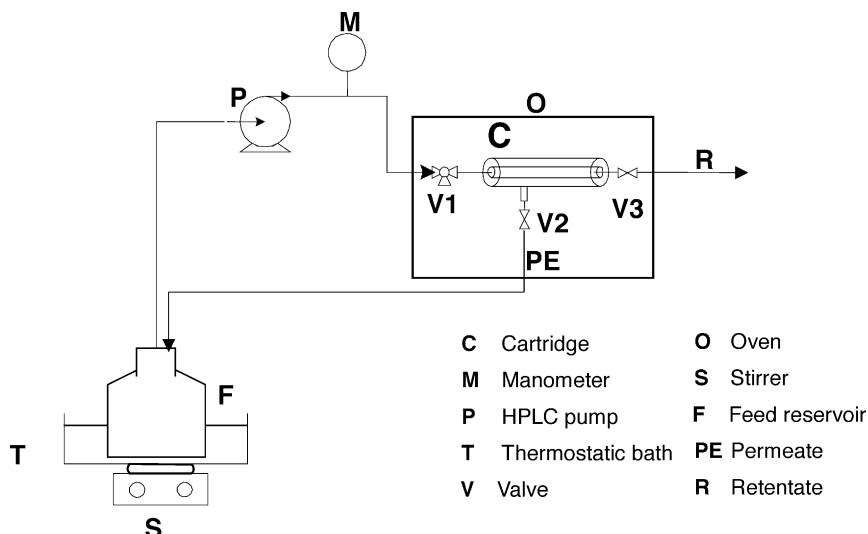 M
P
O
C
R
V1
V2
V3
PE
F
T
S
C Cartridge
M Manometer
P HPLC pump
T Thermostatic bath
V Valve
O Oven
S Stirrer
F Feed reservoir
PE Permeate
R Retentate